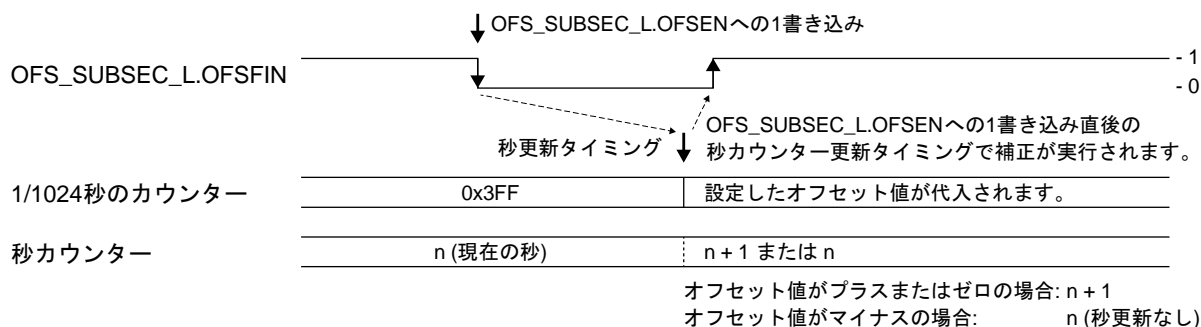 OFS_SUBSEC_L.OFSENへの1書き込み
OFS_SUBSEC_L.OFSFIN
- 1
- 0
秒更新タイミング
OFS_SUBSEC_L.OFSENへの1書き込み直後の
秒カウンター更新タイミングで補正が実行されます。
1/1024秒のカウンター
0x3FF
設定したオフセット値が代入されます。
秒カウンター
n (現在の秒)
n + 1 または n
オフセット値がプラスまたはゼロの場合: n + 1
オフセット値がマイナスの場合: n (秒更新なし)